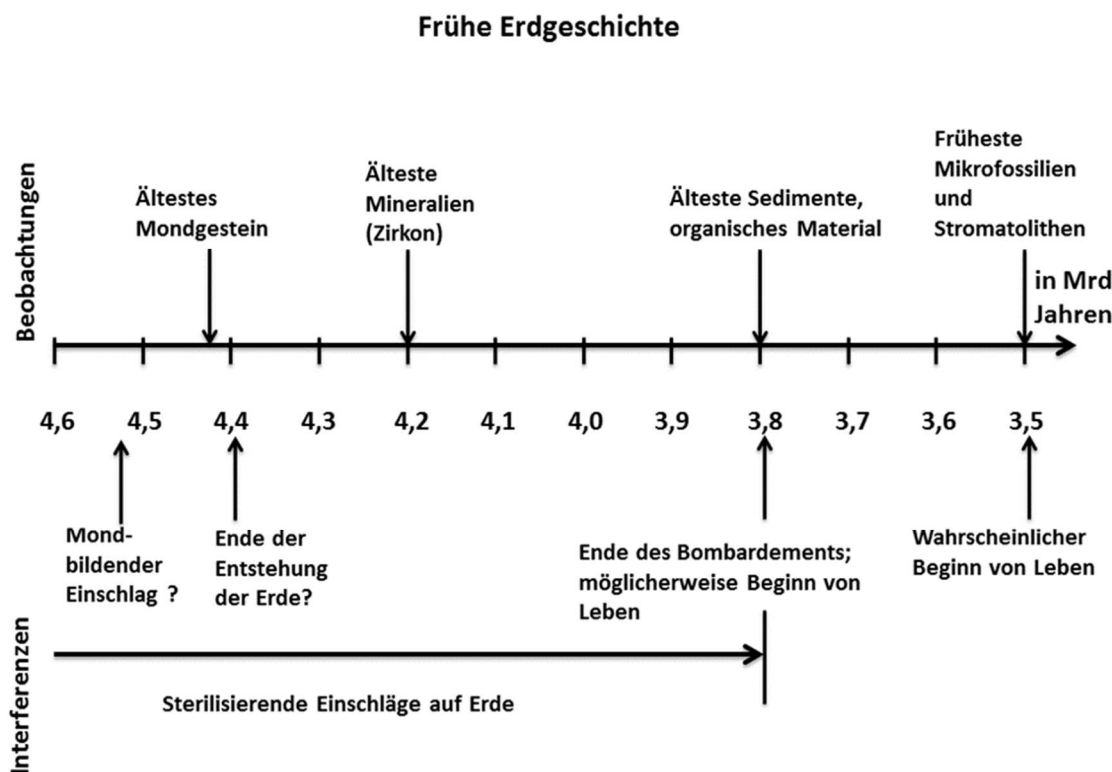 Frühe Erdgeschichte
Beobachtungen
Ältestes
Mondgestein
Älteste
Mineralien
(Zirkon)
Älteste Sedimente,
organisches Material
Früheste
Mikrofossilien
und
Stromatolithen
in Mrd
Jahren
4,6 4,5 4,4 4,3 4,2 4,1 4,0 3,9 3,8 3,7 3,6 3,5
Mond-
bildender
Einschlag ?
Ende der
Entstehung
der Erde?
Ende des Bombardements;
möglicherweise Beginn von
Leben
Wahrscheinlicher
Beginn von Leben
Interferenzen
Sterilisierende Einschläge auf Erde